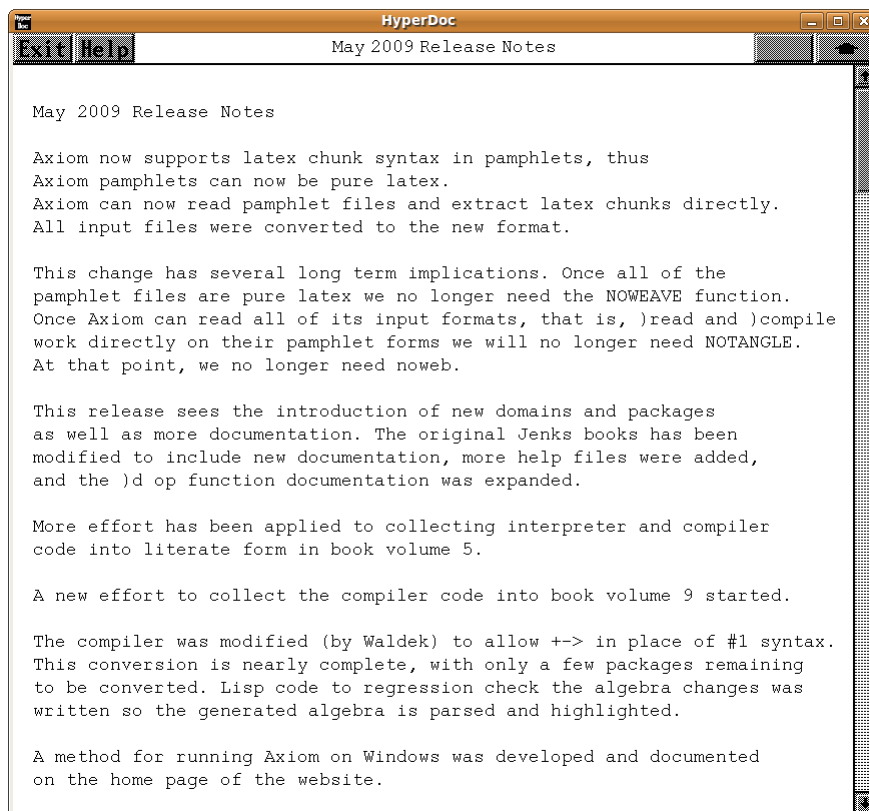 Hyper
Doc
HyperDoc
Exit Help
May 2009 Release Notes
May 2009 Release Notes
Axiom now supports latex chunk syntax in pamphlets, thus
Axiom pamphlets can now be pure latex.
Axiom can now read pamphlet files and extract latex chunks directly.
All input files were converted to the new format.
This change has several long term implications. Once all of the
pamphlet files are pure latex we no longer need the NOWEAVE function.
Once Axiom can read all of its input formats, that is, )read and )compile
work directly on their pamphlet forms we will no longer need NOTANGLE.
At that point, we no longer need noweb.
This release sees the introduction of new domains and packages
as well as more documentation. The original Jenks books has been
modified to include new documentation, more help files were added,
and the )d op function documentation was expanded.
More effort has been applied to collecting interpreter and compiler
code into literate form in book volume 5.
A new effort to collect the compiler code into book volume 9 started.
The compiler was modified (by Waldek) to allow +-> in place of #1 syntax.
This conversion is nearly complete, with only a few packages remaining
to be converted. Lisp code to regression check the algebra changes was
written so the generated algebra is parsed and highlighted.
A method for running Axiom on Windows was developed and documented
on the home page of the website.